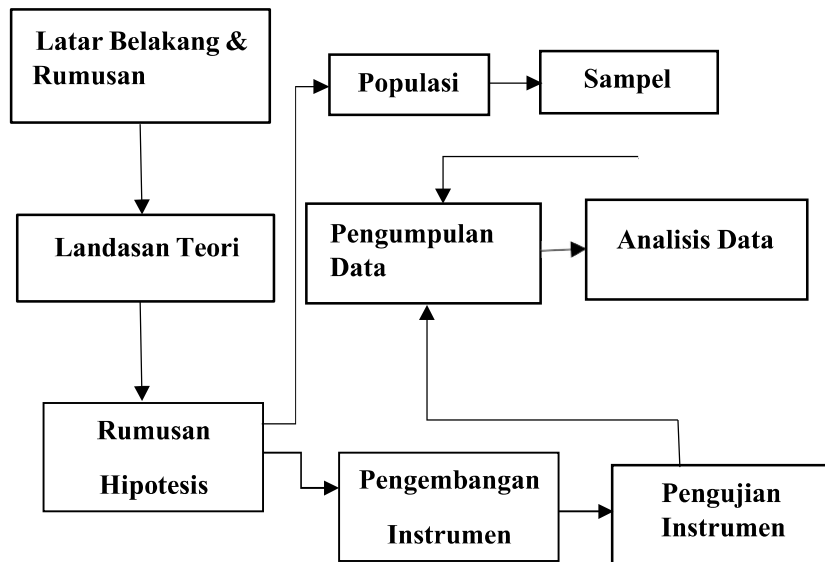 Latar Belakang &
Rumusan
Populasi
Sampel
Landasan Teori
Pengumpulan
Data
Analisis Data
Rumusan
Hipotesis
Pengembangan
Instrumen
Pengujian
Instrumen